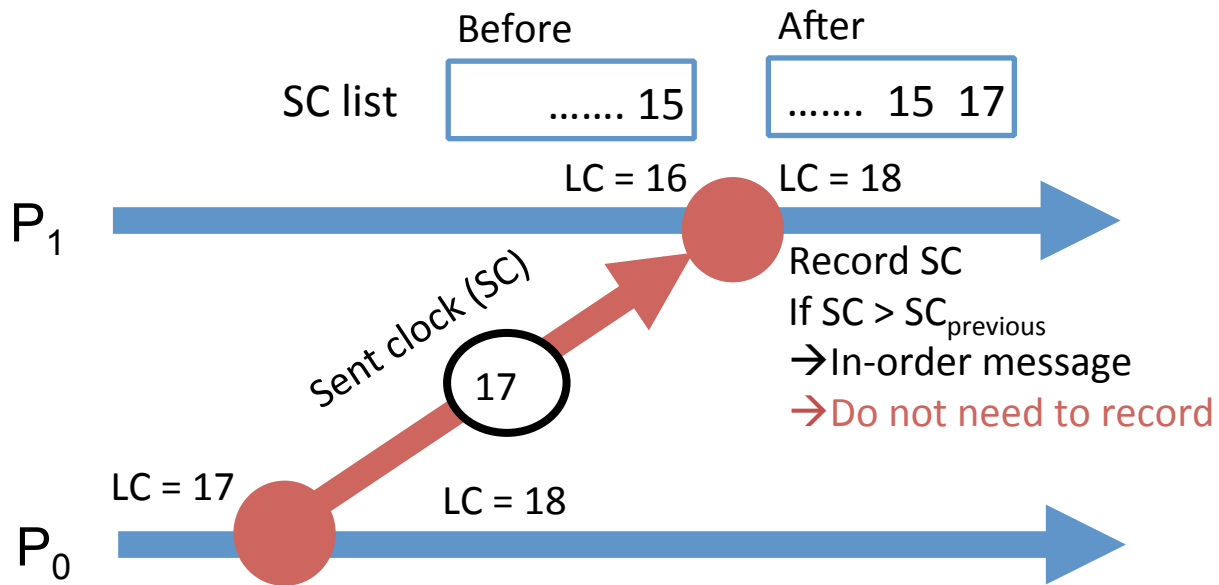 Before After
SC list ....... 15 ....... 15 17
LC = 16 LC = 18
P1
Record SC
If SC > SCprevious
→In-order message
→Do not need to record
Sent clock (SC)
17
LC = 17 LC = 18
P0